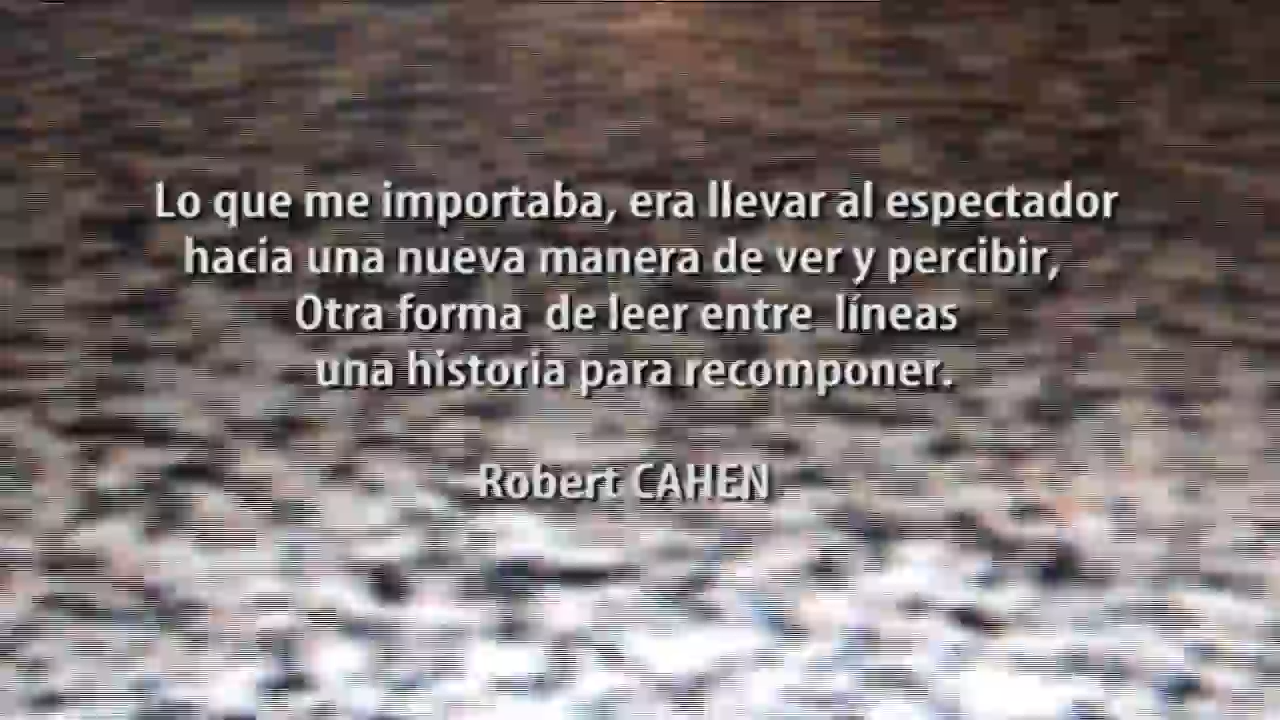 Lo que me importaba, era llevar al espectador
hacia una nueva manera de ver y percibir,
Otra forma de leer entre líneas
una historia para recomponer.
Robert CAHEN